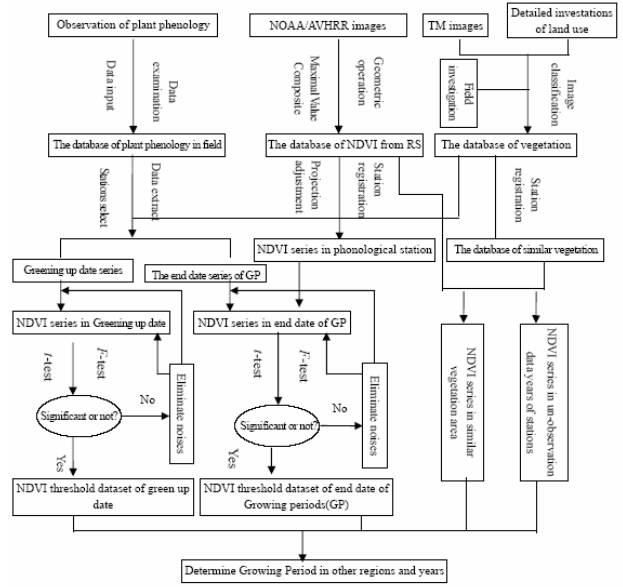 Observation of plant phenology
NOAA/AVHRR images
TM images
Detailed investations
of land use
Data input
Data
examination
Maximal Value
Composite
Geometric
operation
Field
investigation
Image
classification
The database of plant phenology in field
The database of NDVI from RS
The database of vegetation
Stations select
Data extract
Projection
adjustment
Station
registration
Station
registration
NDVI series in phonological station
The database of similar vegetation
Greening up date series
The end date series of GP
NDVI series in Greening up date
NDVI series in end date of GP
t-test
F-test
Eliminate noises
t-test
F-test
Eliminate noises
NDVI series in similar
vegetation area
NDVI series in un-observation
data years of stations
Significant or not?
No
Significant or not?
No
Yes
Yes
NDVI threshold dataset of green up
date
NDVI threshold dataset of end date of
Growing periods(GP)
Determine Growing Period in other regions and years